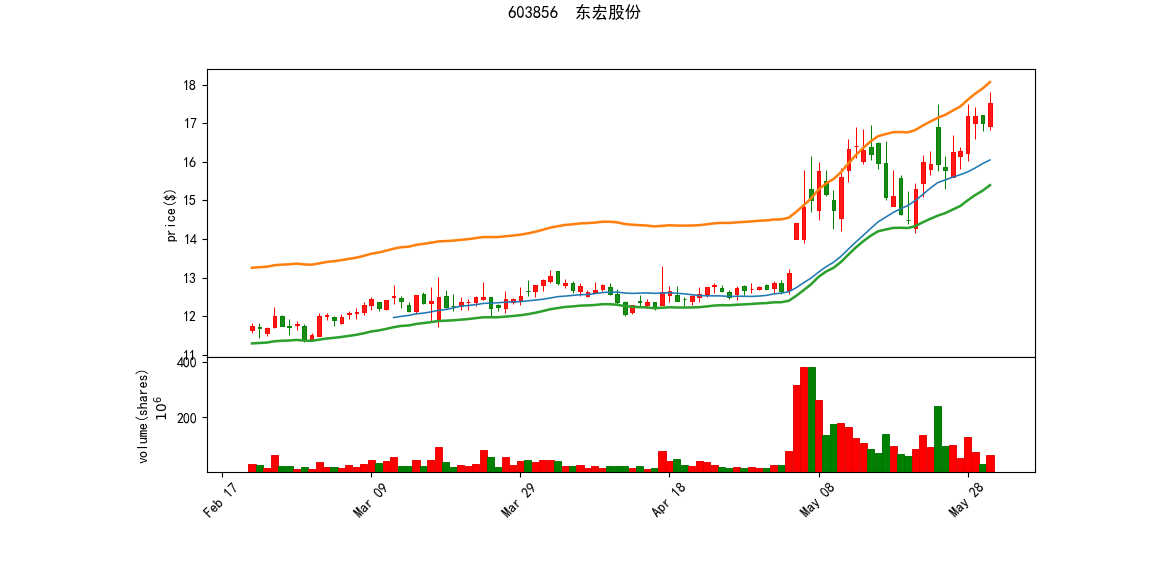 603856 东宏股份
price($)
18
17
16
15
14
13
12
11
volume(shares)
10^6
400
200
Feb 17
Mar 09
Mar 29
Apr 18
May 08
May 28